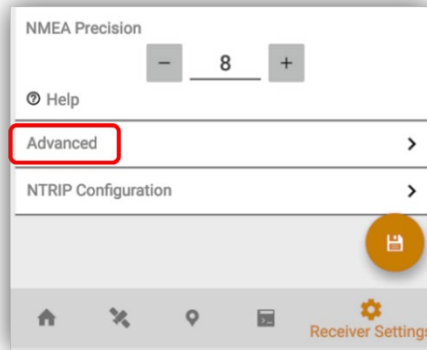 NMEA Precision
− 8 +
Help
Advanced
NTRIP Configuration
Receiver Settings